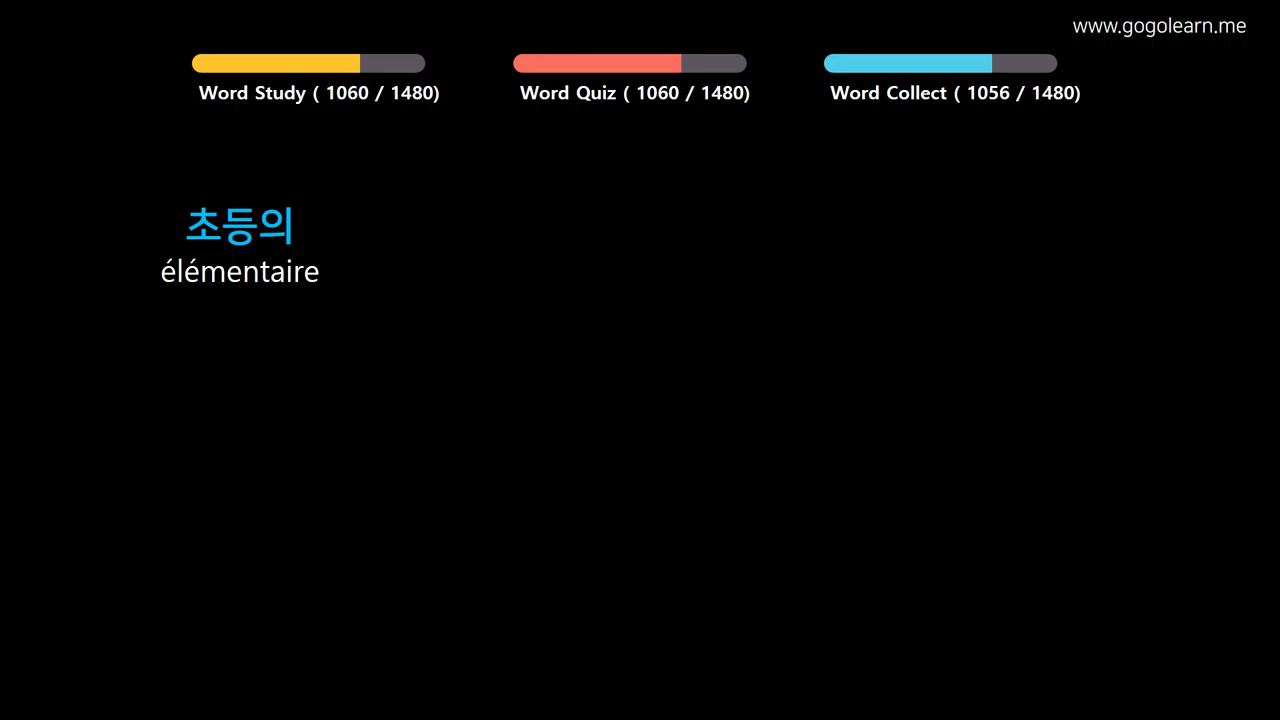 www.gogolearn.me
Word Study ( 1060 / 1480)
Word Quiz ( 1060 / 1480)
Word Collect ( 1056 / 1480)
초등의
élémentaire